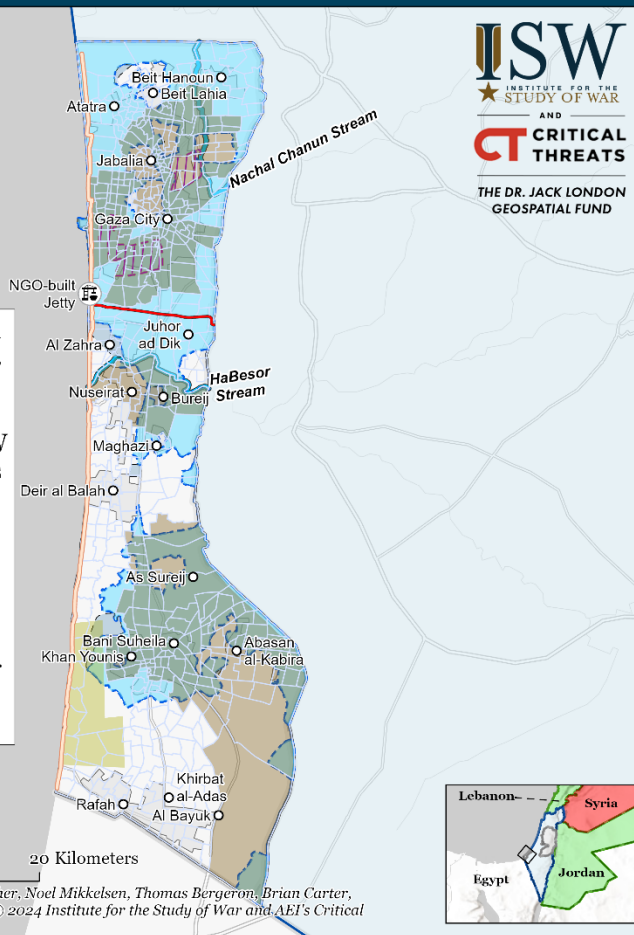 ISW
INSTITUTE FOR THE
STUDY OF WAR
AND
CT CRITICAL
THREATS
THE DR. JACK LONDON
GEOSPATIAL FUND
Beit Hanoun
Beit Lahia
Atatra
Nachal Chanun Stream
Jabalia
Gaza City
NGO-built
Jetty
Juhor
ad Dik
Al Zahra
HaBesor
Stream
Nuseirat
Bureij
Maghazi
Deir al Balah
As Sureij
Bani Suheila
Abasan
al-Kabira
Khan Younis
Khirbat
al-Adas
Rafah
Al Bayuk
Lebanon
Syria
Jordan
Egypt
20 Kilometers
Noel Mikkelsen, Thomas Bergeron, Brian Carter,
© 2024 Institute for the Study of War and AEI's Critical